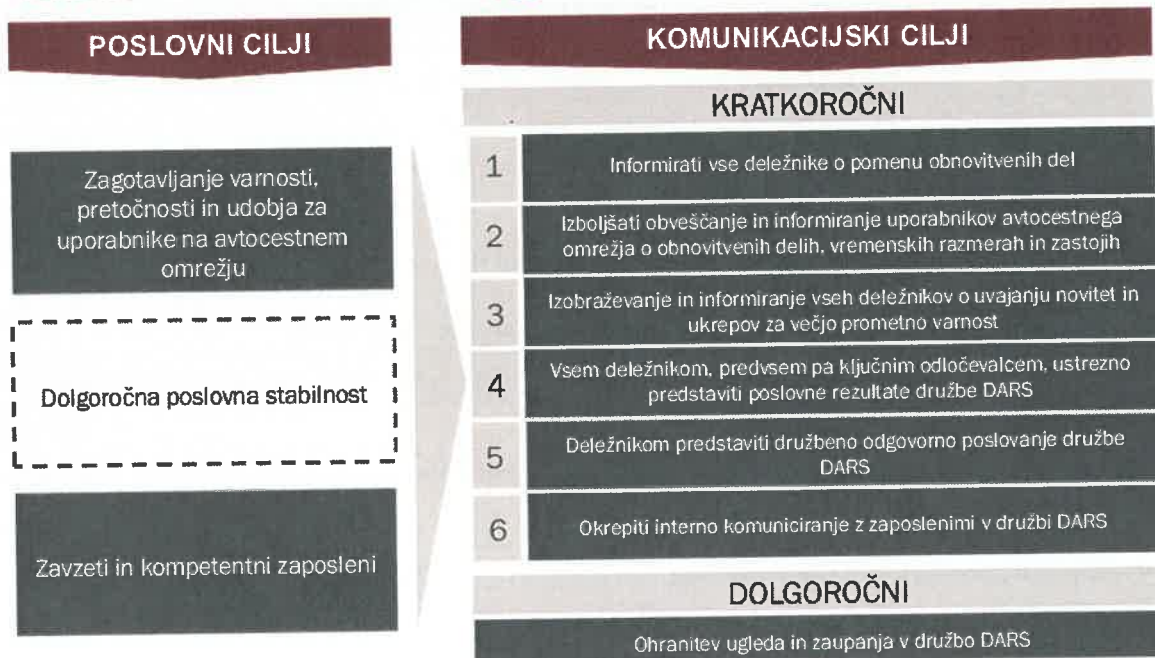 POSLOVNI CILJI
Zagotavljanje varnosti,
pretočnosti in udobja za
uporabnike na avtocestnem
omrežju
Dolgoročna poslovna stabilnost
Zavzeti in kompetentni zaposleni
KOMUNIKACIJSKI CILJI
KRATKOROČNI
1
Informirati vse deležnike o pomenu obnovitvenih del
2
Izboljšati obveščanje in informiranje uporabnikov avtocestnega
omrežja o obnovitvenih delih, vremenskih razmerah in zastojih
3
Izobraževanje in informiranje vseh deležnikov o uvajanju novitet in
ukrepov za večjo prometno varnost
4
Vsem deležnikom, predvsem pa ključnim odločevalcem, ustrezno
predstaviti poslovne rezultate družbe DARS
5
Deležnikom predstaviti družbeno odgovorno poslovanje družbe
DARS
6
Okrepiti interno komuniciranje z zaposlenimi v družbi DARS
DOLGOROČNI
Ohranitev ugleda in zaupanja v družbo DARS